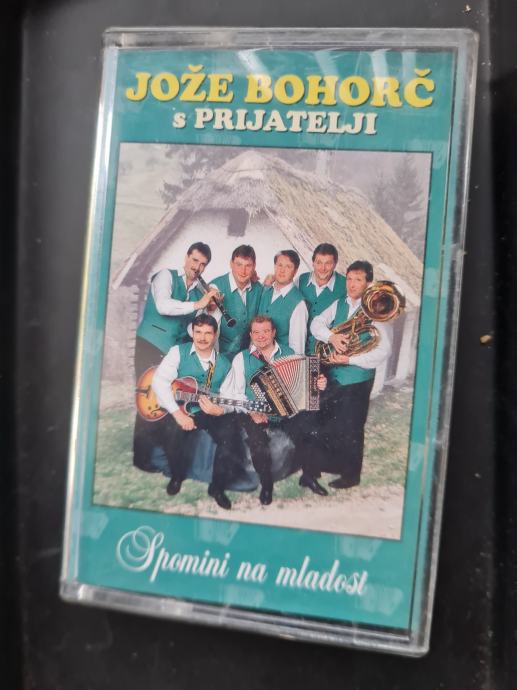 JOŽE BOHORČ
s PRIJATELJI
Spomini na mladost